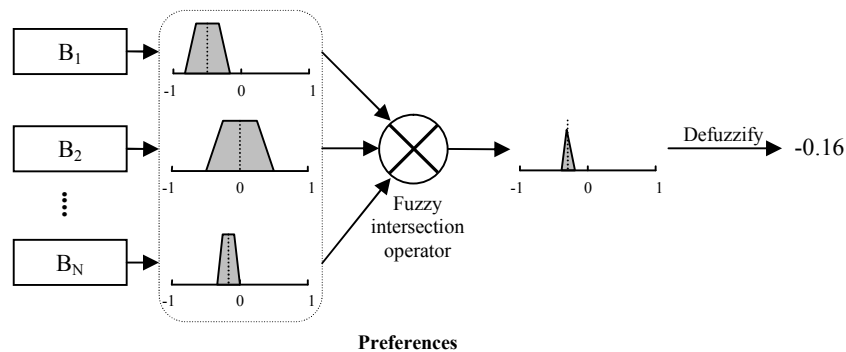 B1
-1 0 1
B2
-1 0 1
BN
-1 0 1
Fuzzy
intersection
operator
-1 0 1
Defuzzify
-0.16
Preferences